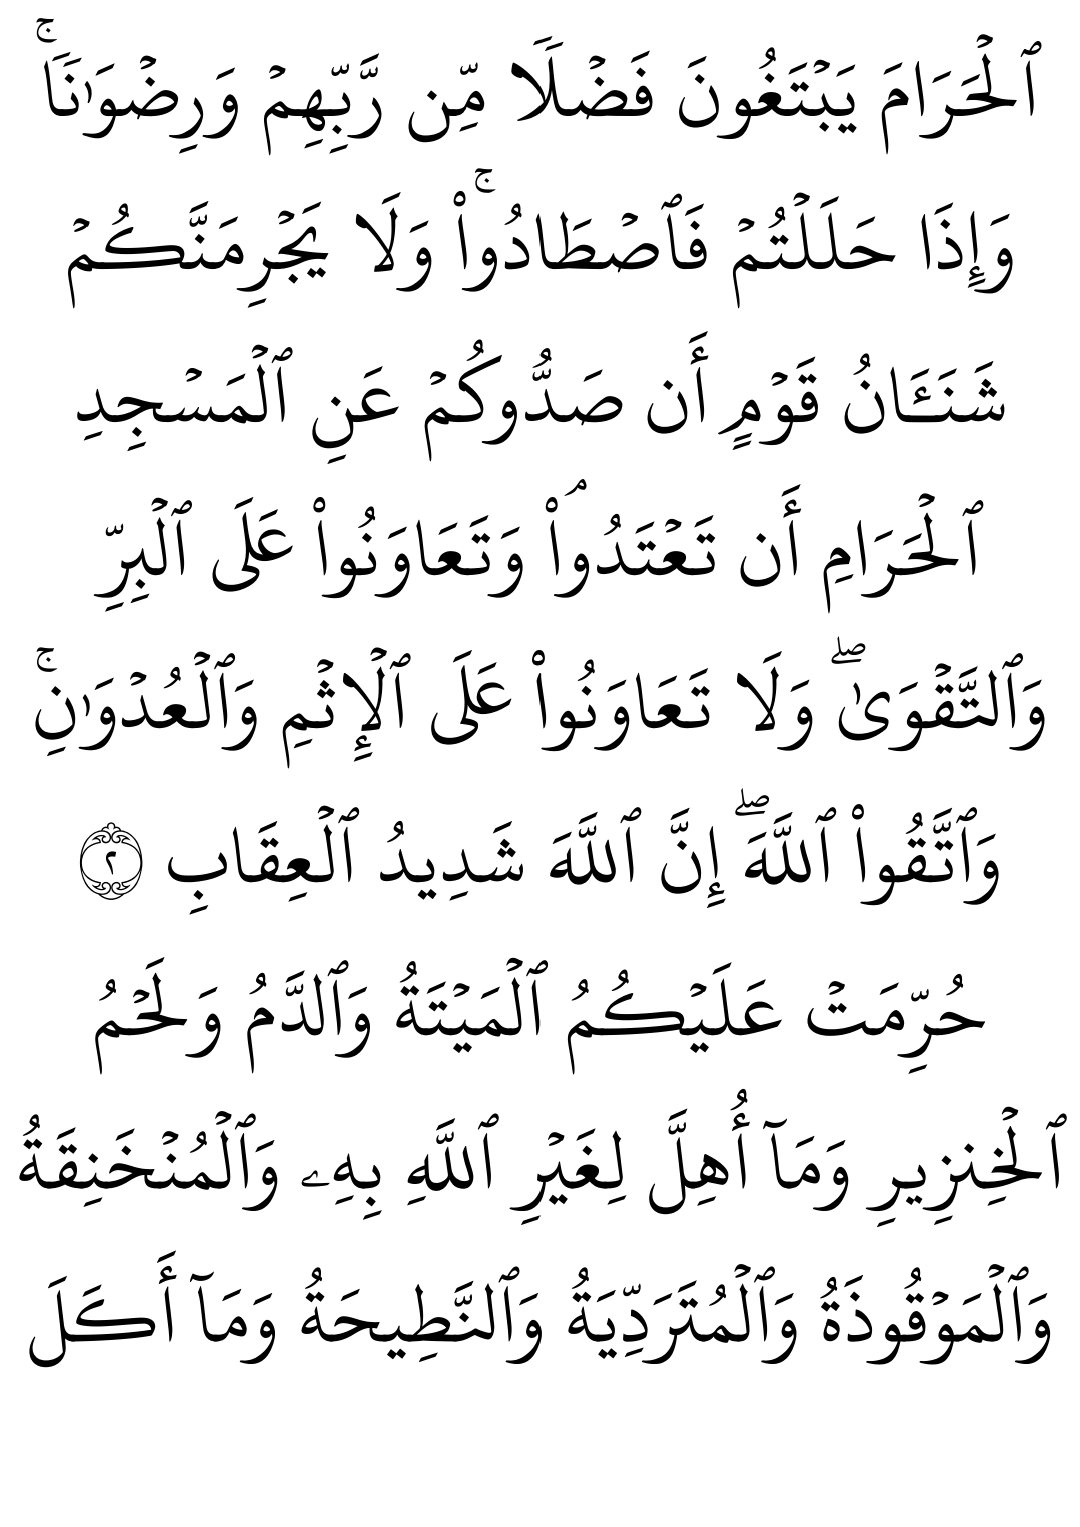 ٱلۡحَرَامَ يَبۡتَغُونَ فَضۡلٗا مِّن رَّبِّهِمۡ وَرِضۡوَٰنٗاۚ
وَإِذَا حَلَلۡتُمۡ فَٱصۡطَادُواْۚ وَلَا يَجۡرِمَنَّكُمۡ
شَنَـَٔانُ قَوۡمٍ أَن صَدُّوكُمۡ عَنِ ٱلۡمَسۡجِدِ
ٱلۡحَرَامِ أَن تَعۡتَدُواْۘ وَتَعَاوَنُواْ عَلَى ٱلۡبِرِّ
وَٱلتَّقۡوَىٰۖ وَلَا تَعَاوَنُواْ عَلَى ٱلۡإِثۡمِ وَٱلۡعُدۡوَٰنِۚ
وَٱتَّقُواْ ٱللَّهَۖ إِنَّ ٱللَّهَ شَدِيدُ ٱلۡعِقَابِ ٢
حُرِّمَتۡ عَلَيۡكُمُ ٱلۡمَيۡتَةُ وَٱلدَّمُ وَلَحۡمُ
ٱلۡخِنزِيرِ وَمَآ أُهِلَّ لِغَيۡرِ ٱللَّهِ بِهِۦ وَٱلۡمُنۡخَنِقَةُ
وَٱلۡمَوۡقُوذَةُ وَٱلۡمُتَرَدِّيَةُ وَٱلنَّطِيحَةُ وَمَآ أَكَلَ